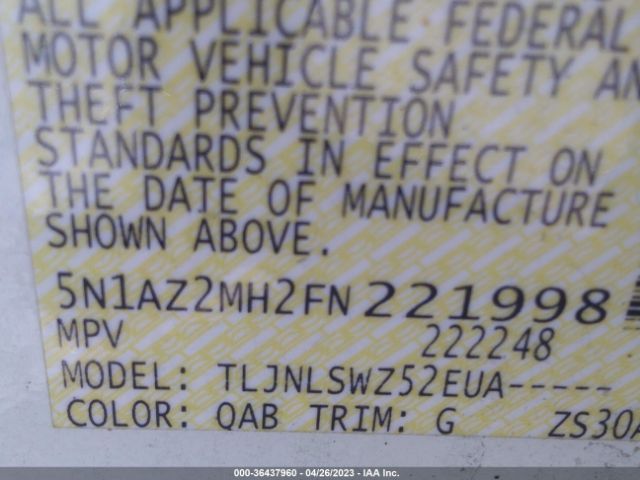 ALL APPLICABLE FEDERAL
MOTOR VEHICLE SAFETY AN
THEFT PREVENTION
STANDARDS IN EFFECT ON
THE DATE OF MANUFACTURE
SHOWN ABOVE.
5N1AZ2MH2FN221998
MPV 222248
MODEL: TLJNLSWZ52EUA-----
COLOR: QAB TRIM: G ZS30A
000-36437960 - 04/26/2023 - IAA Inc.